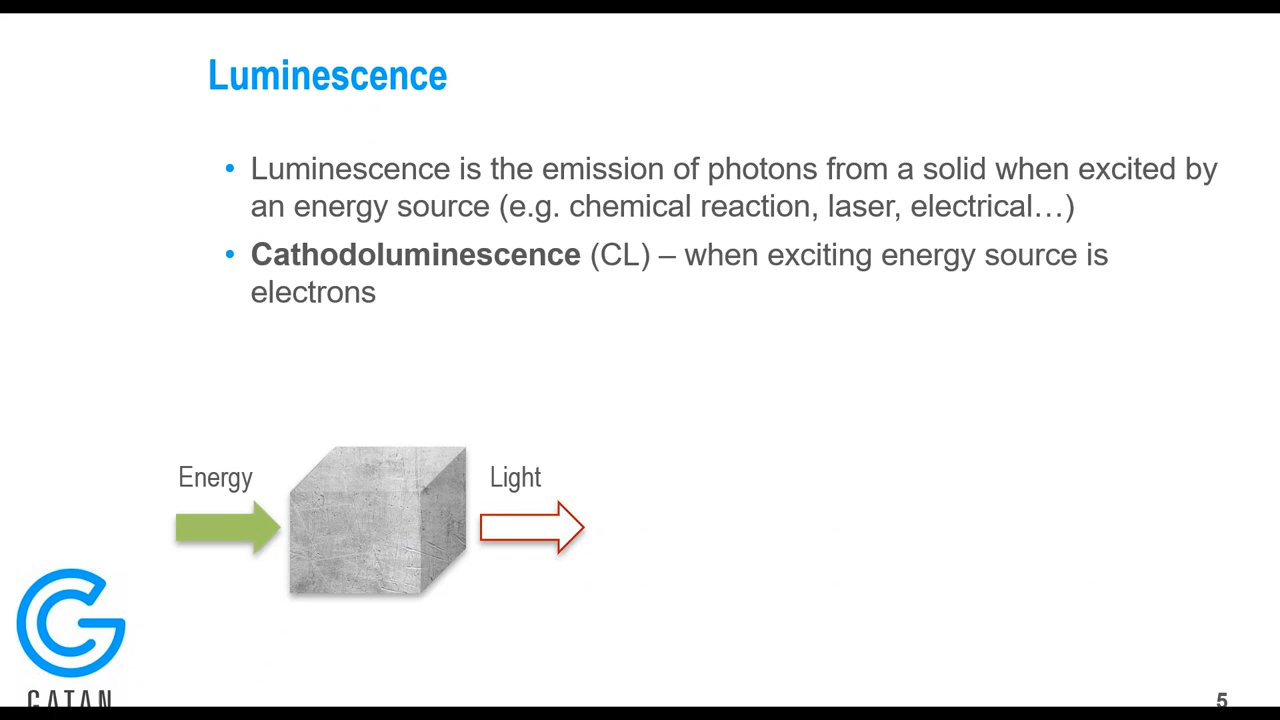 Luminescence
• Luminescence is the emission of photons from a solid when excited by
an energy source (e.g. chemical reaction, laser, electrical…)
• Cathodoluminescence (CL) – when exciting energy source is
electrons
Energy
Light
GATAN
5